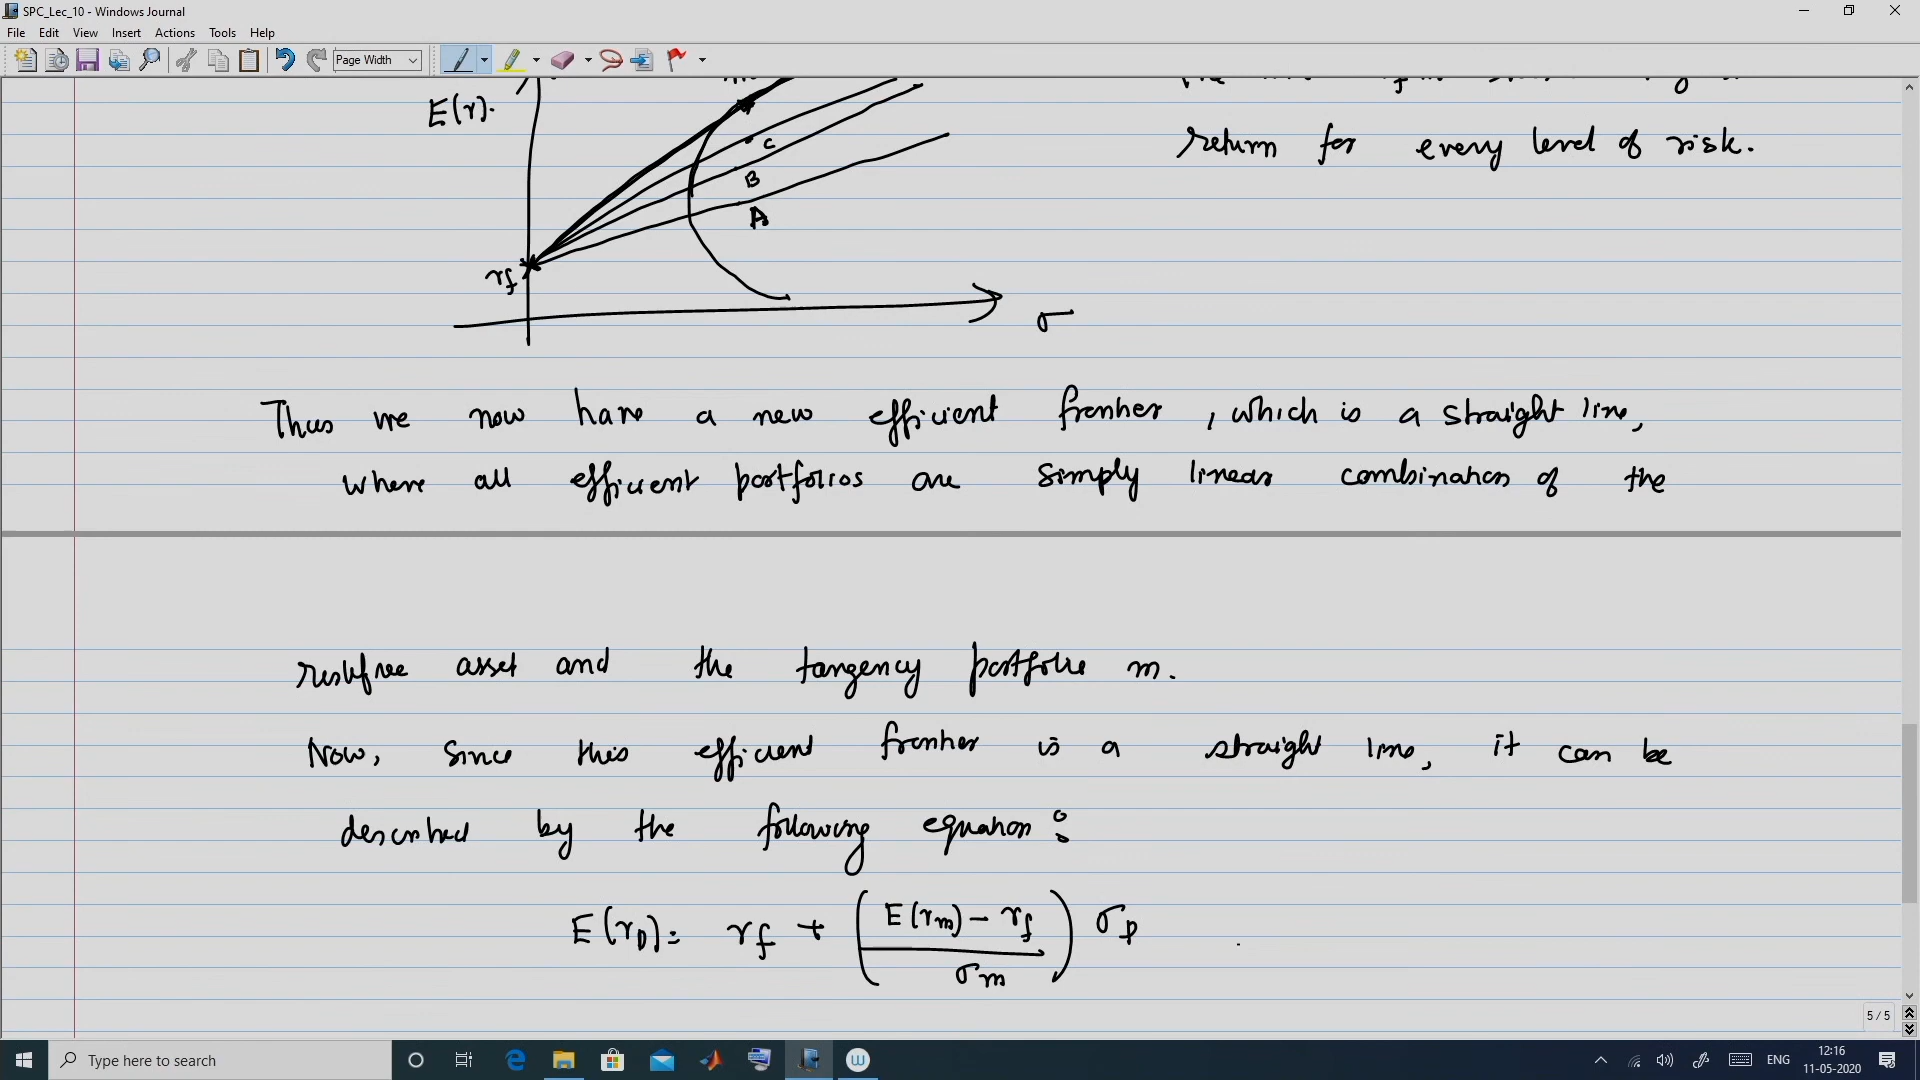 SPC_Lec_10 - Windows Journal
File Edit View Insert Actions Tools Help
Page Width
E(r).
return for every level of risk.
C
B
A
rf
σ
Thus we now have a new efficient frontier, which is a straight line,
where all efficient portfolios are simply linear combination of the
riskfree asset and the tangency portfolio m.
Now, since this efficient frontier is a straight line, it can be
described by the following equation:
E(rp) = rf + (E(rm) - rf / σm) σp
5 / 5
Type here to search
ENG
12:16
11-05-2020